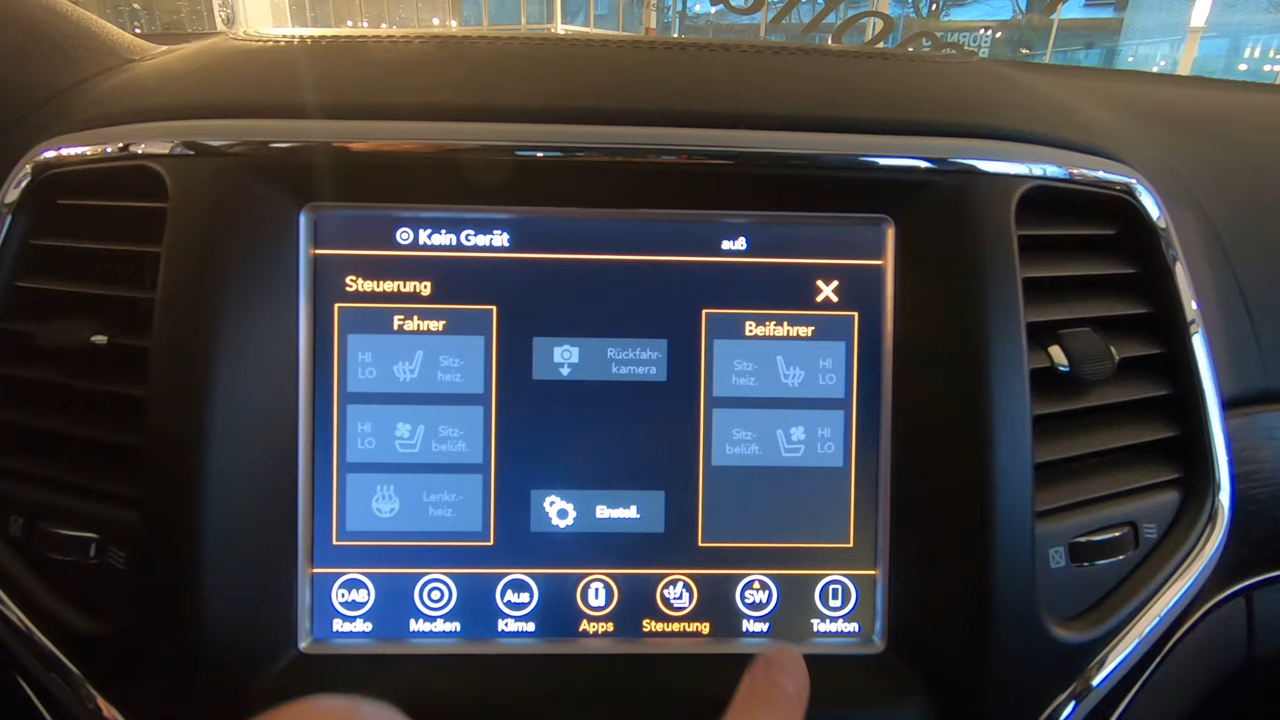 Kein Gerät
auß
Steuerung
Fahrer
Beifahrer
HI
LO
Sitz-
heiz.
Rückfahr-
kamera
Sitz-
heiz.
HI
LO
HI
LO
Sitz-
belüft.
Sitz-
belüft.
HI
LO
Lenkr.-
heiz.
Einstell.
DAB
Aus
SW
Radio
Medien
Klima
Apps
Steuerung
Nav
Telefon